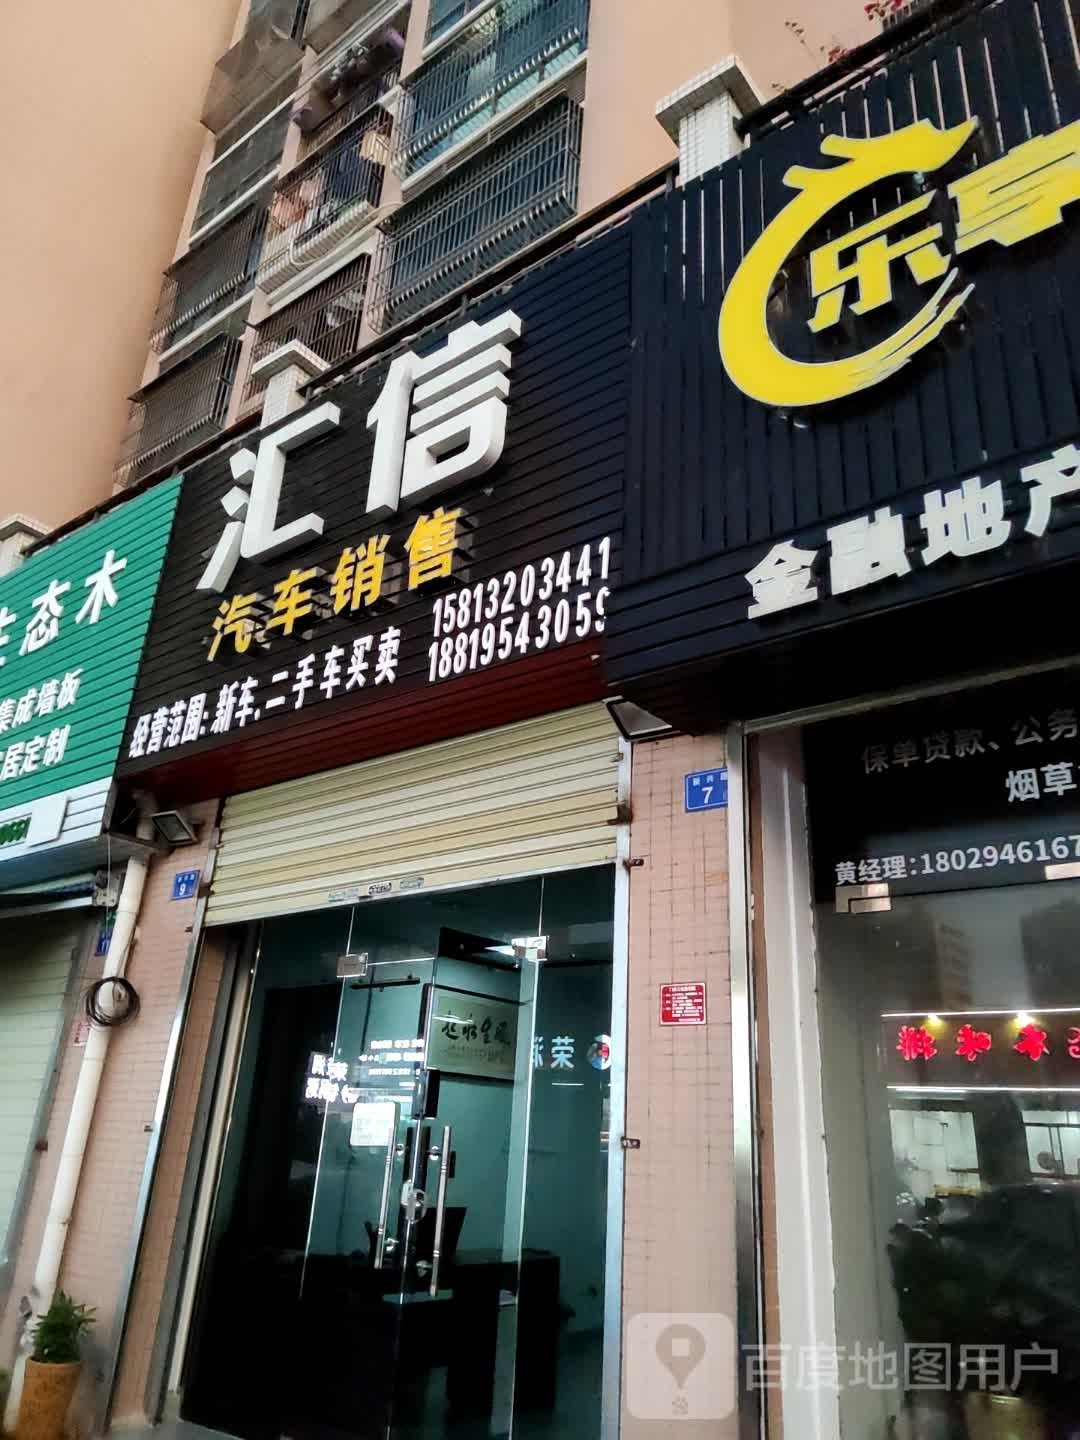 生态木
集成墙板
居定制
汇信
汽车销售
经营范围:新车.二手车买卖
15813203441
18819543059
乐享
金融地产
保单贷款、公务
烟草
黄经理:1802946167
7
9
百度地图用户